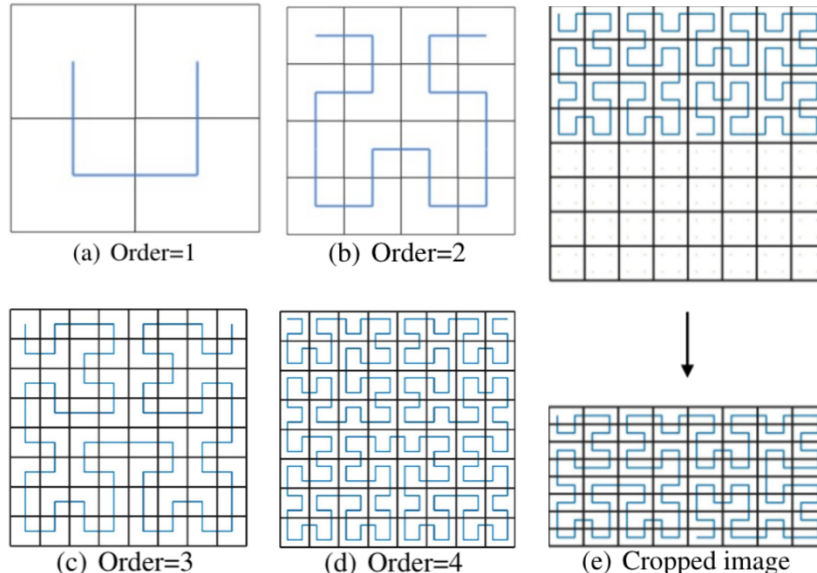 (a) Order=1
(b) Order=2
(c) Order=3
(d) Order=4
(e) Cropped image